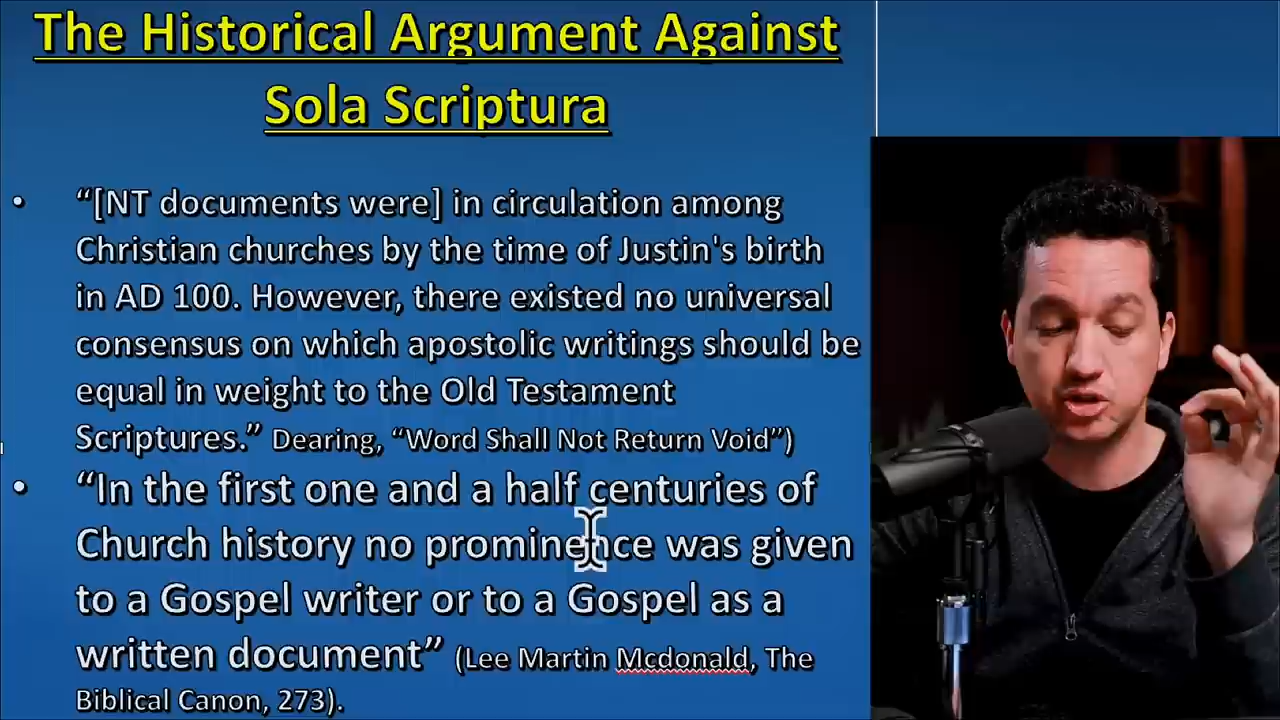 The Historical Argument Against
Sola Scriptura
• “[NT documents were] in circulation among
Christian churches by the time of Justin's birth
in AD 100. However, there existed no universal
consensus on which apostolic writings should be
equal in weight to the Old Testament
Scriptures.” Dearing, “Word Shall Not Return Void”)
• “In the first one and a half centuries of
Church history no prominence was given
to a Gospel writer or to a Gospel as a
written document” (Lee Martin Mcdonald, The
Biblical Canon, 273).